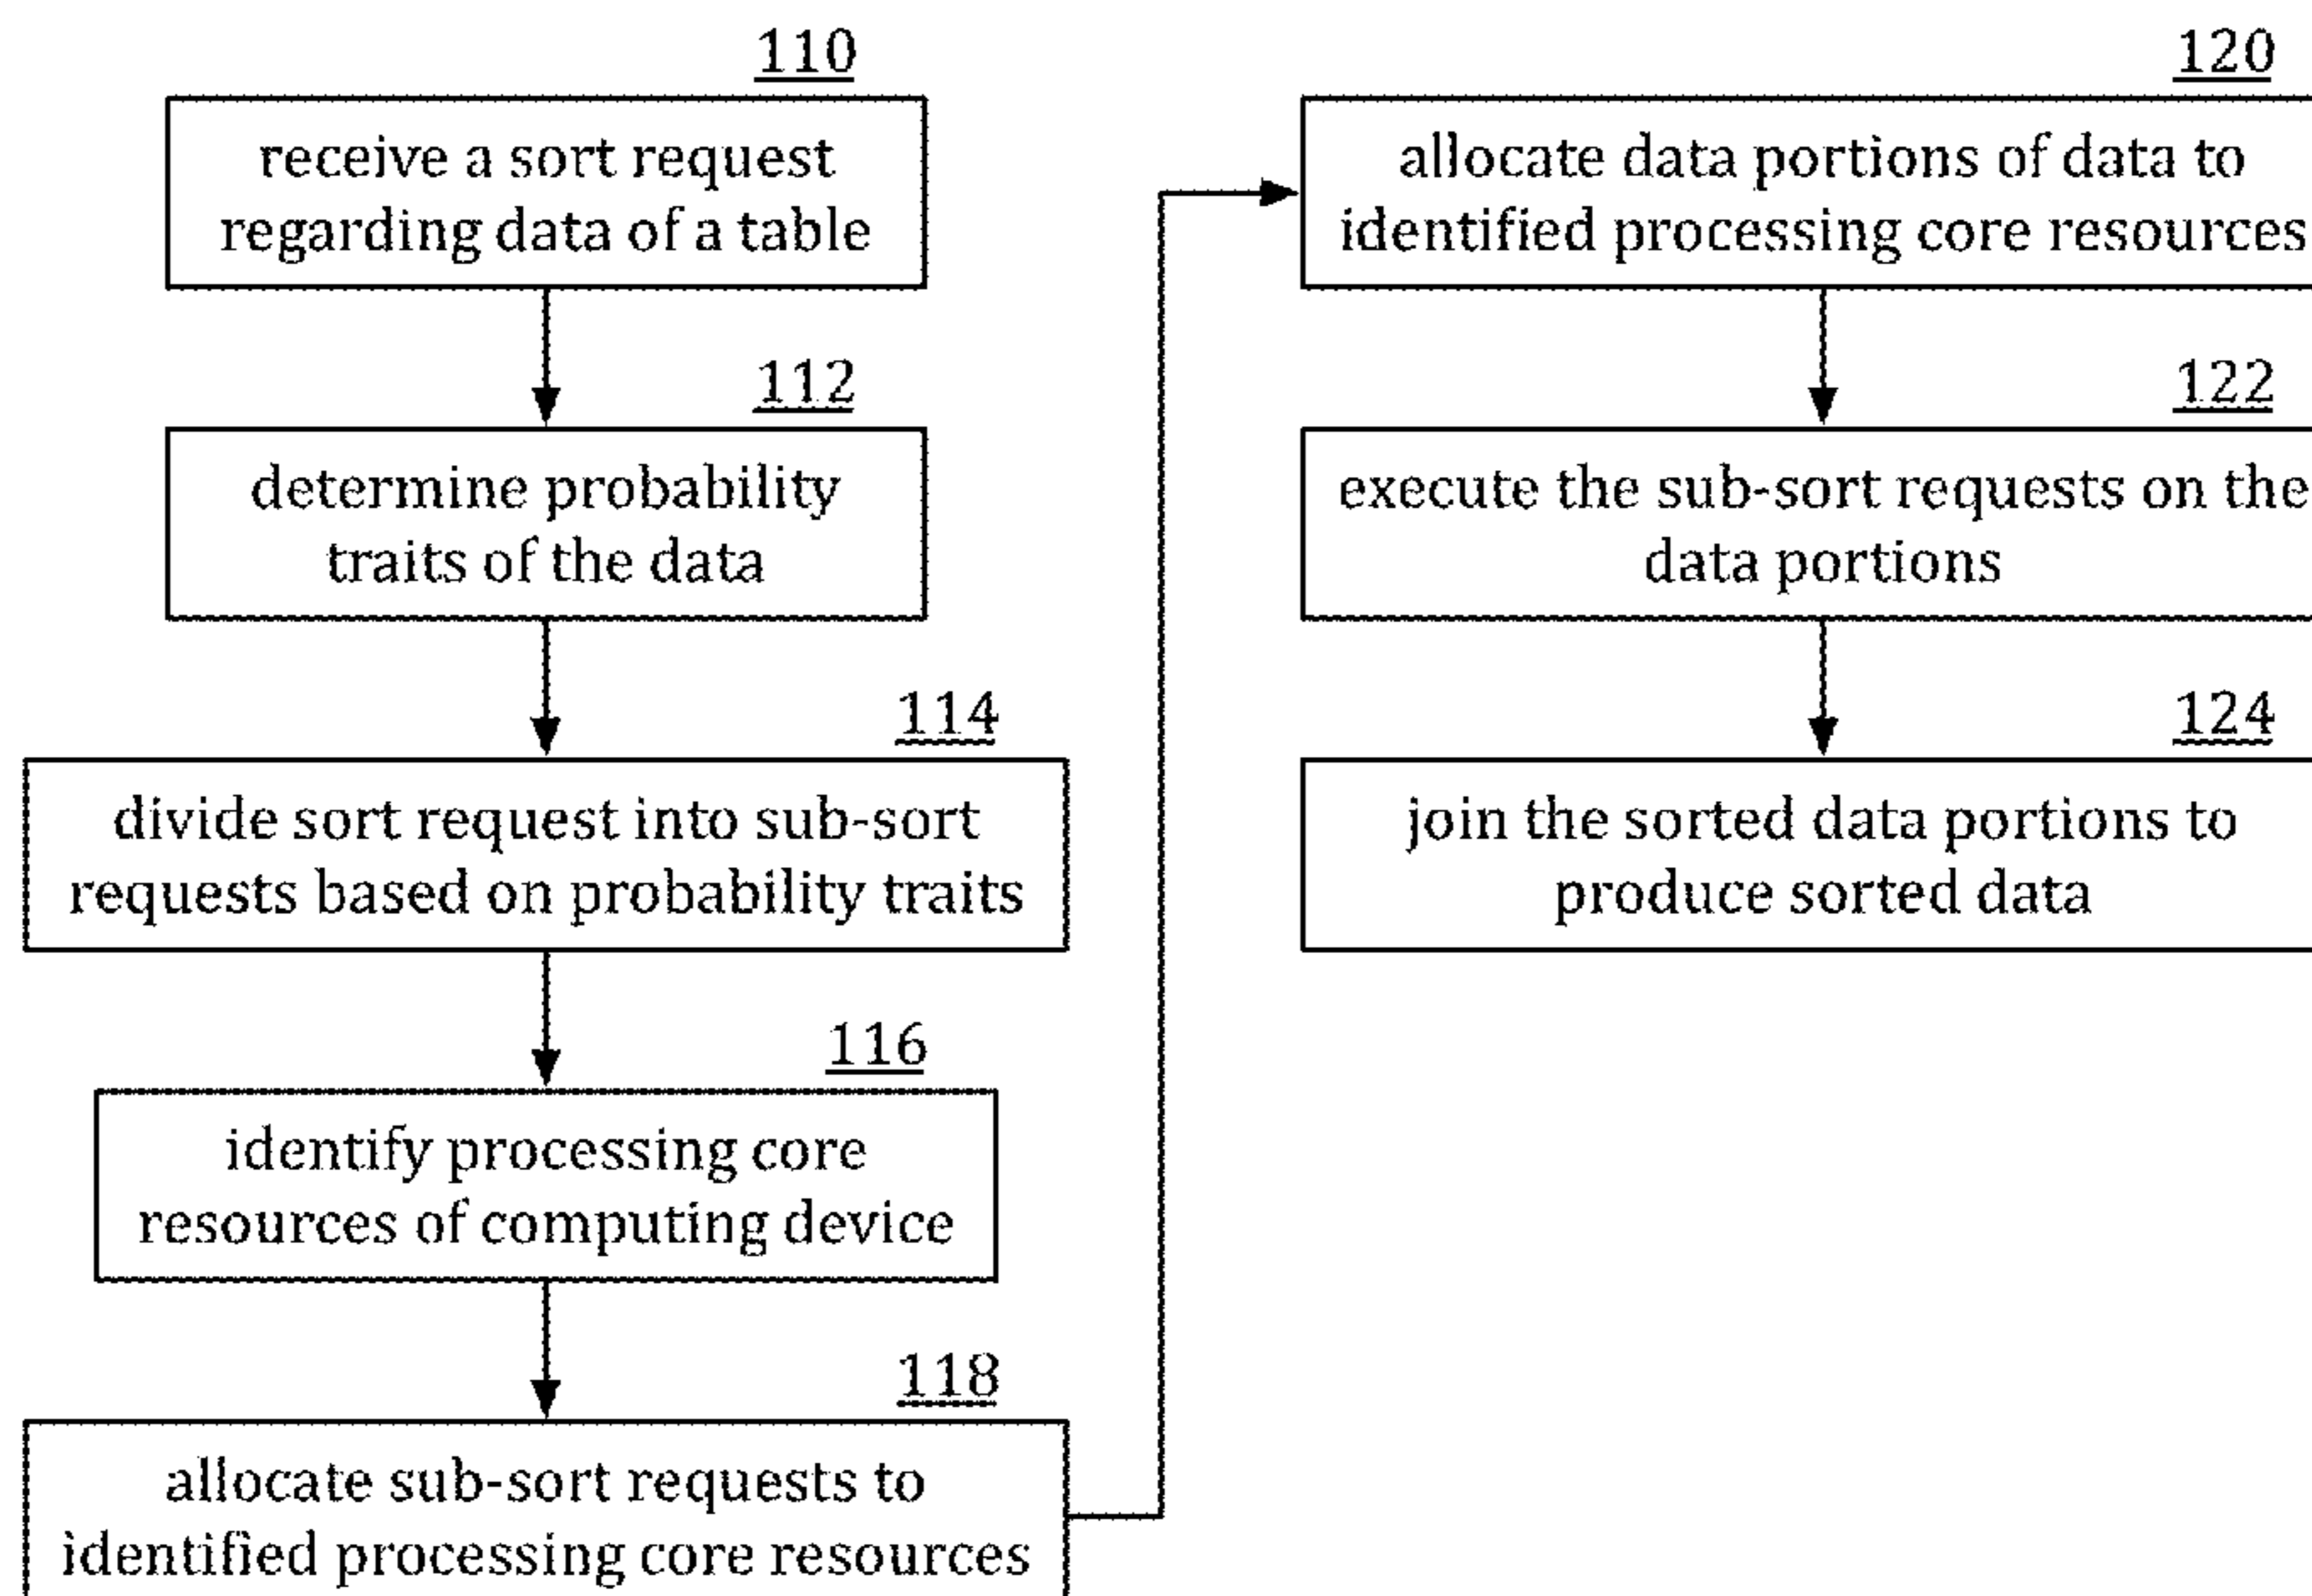 110
receive a sort request
regarding data of a table
112
determine probability
traits of the data
114
divide sort request into sub-sort
requests based on probability traits
116
identify processing core
resources of computing device
118
allocate sub-sort requests to
identified processing core resources
120
allocate data portions of data to
identified processing core resources
122
execute the sub-sort requests on the
data portions
124
join the sorted data portions to
produce sorted data